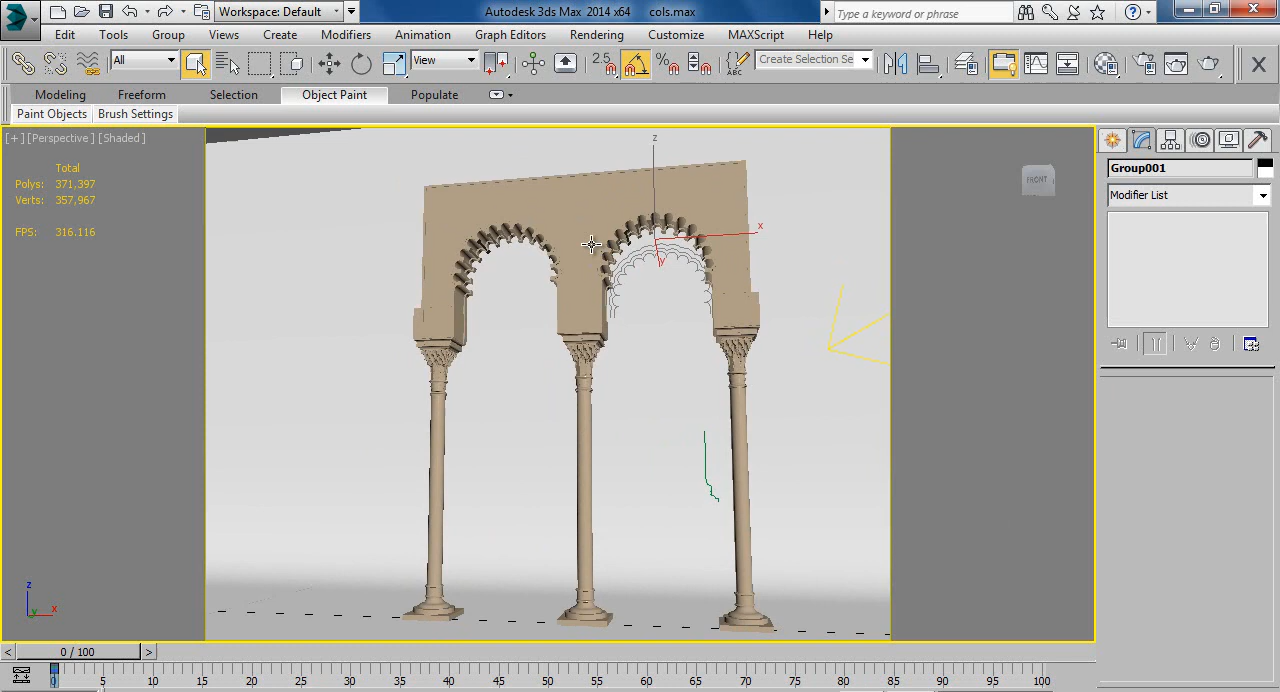 Workspace: Default
Autodesk 3ds Max 2014 x64 cols.max
Type a keyword or phrase
Edit Tools Group Views Create Modifiers Animation Graph Editors Rendering Customize MAXScript Help
All View 2.5 Create Selection Se
Modeling Freeform Selection Object Paint Populate
Paint Objects Brush Settings
[+] [Perspective] [Shaded]
Total
Polys: 371,397
Verts: 357,967
FPS: 316.116
FRONT
z
x
y
z
y x
Group001
Modifier List
< 0 / 100 >
0 5 10 15 20 25 30 35 40 45 50 55 60 65 70 75 80 85 90 95 100